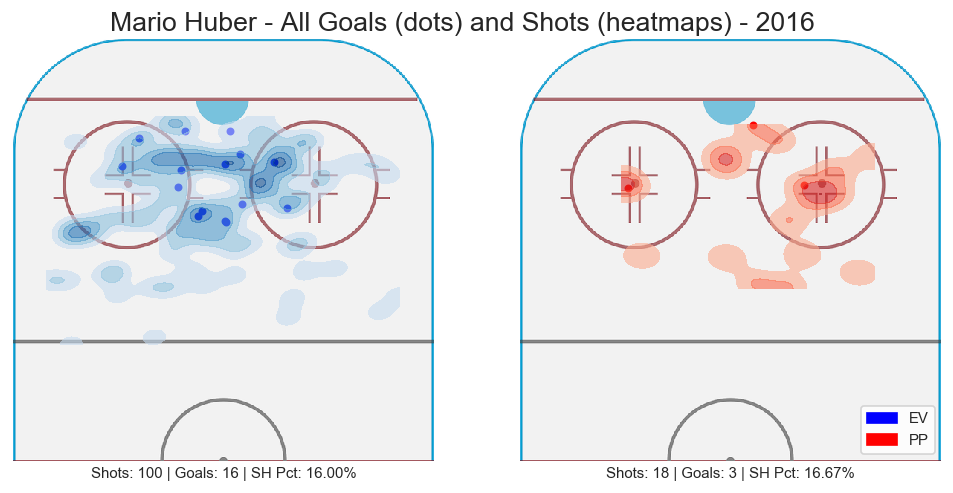 Mario Huber - All Goals (dots) and Shots (heatmaps) - 2016
EV
PP
Shots: 100 | Goals: 16 | SH Pct: 16.00%
Shots: 18 | Goals: 3 | SH Pct: 16.67%